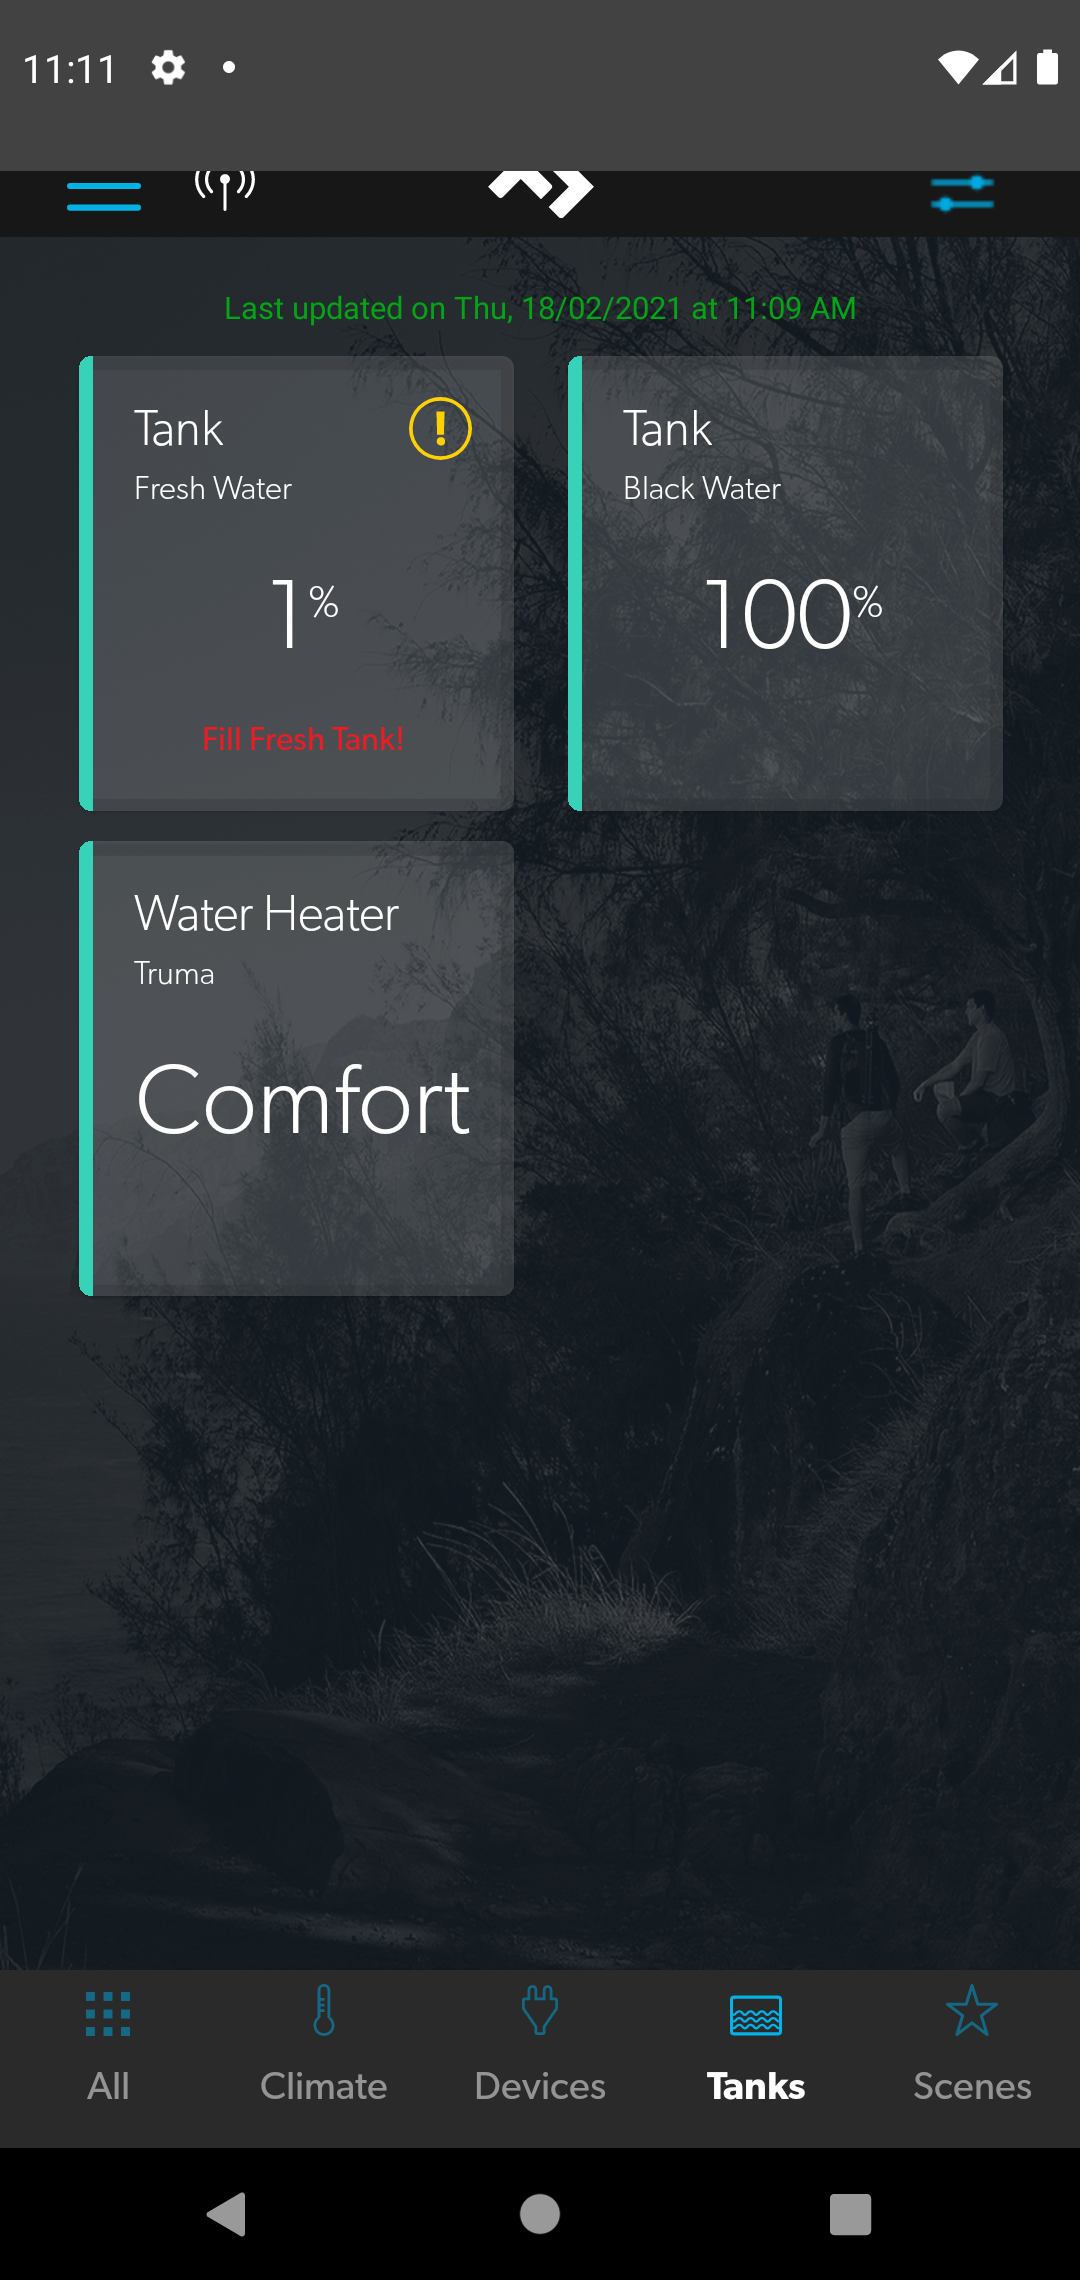 11:11
Last updated on Thu, 18/02/2021 at 11:09 AM
Tank
Fresh Water
1%
Fill Fresh Tank!
Tank
Black Water
100%
Water Heater
Truma
Comfort
All
Climate
Devices
Tanks
Scenes